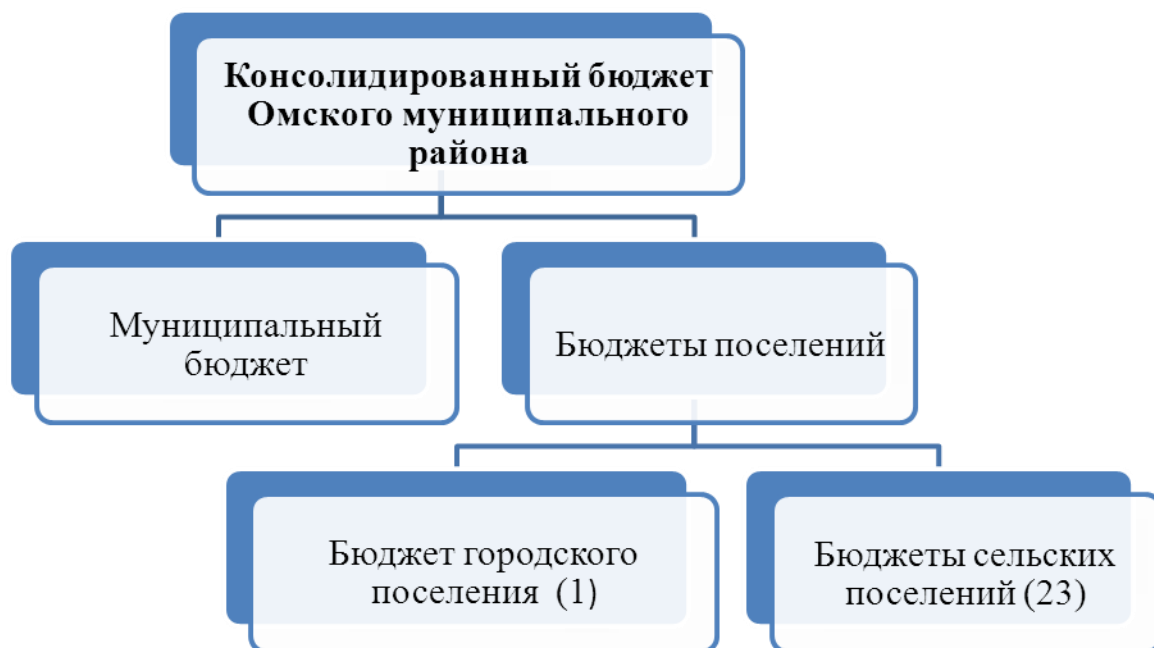 Консолидированный бюджет
Омского муниципального
района
Муниципальный
бюджет
Бюджеты поселений
Бюджет городского
поселения (1)
Бюджеты сельских
поселений (23)